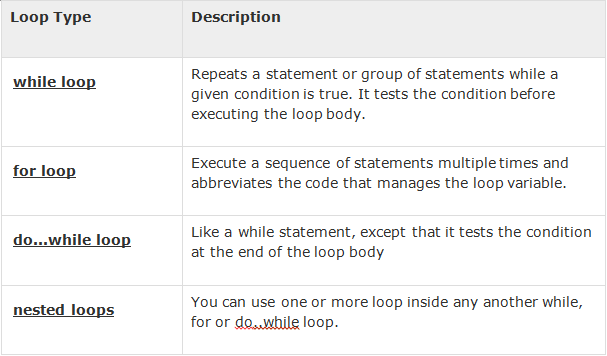 Loop Type Description
while loop
Repeats a statement or group of statements while a
given condition is true. It tests the condition before
executing the loop body.
for loop
Execute a sequence of statements multiple times and
abbreviates the code that manages the loop variable.
do...while loop
Like a while statement, except that it tests the condition
at the end of the loop body
nested loops
You can use one or more loop inside any another while,
for or do..while loop.